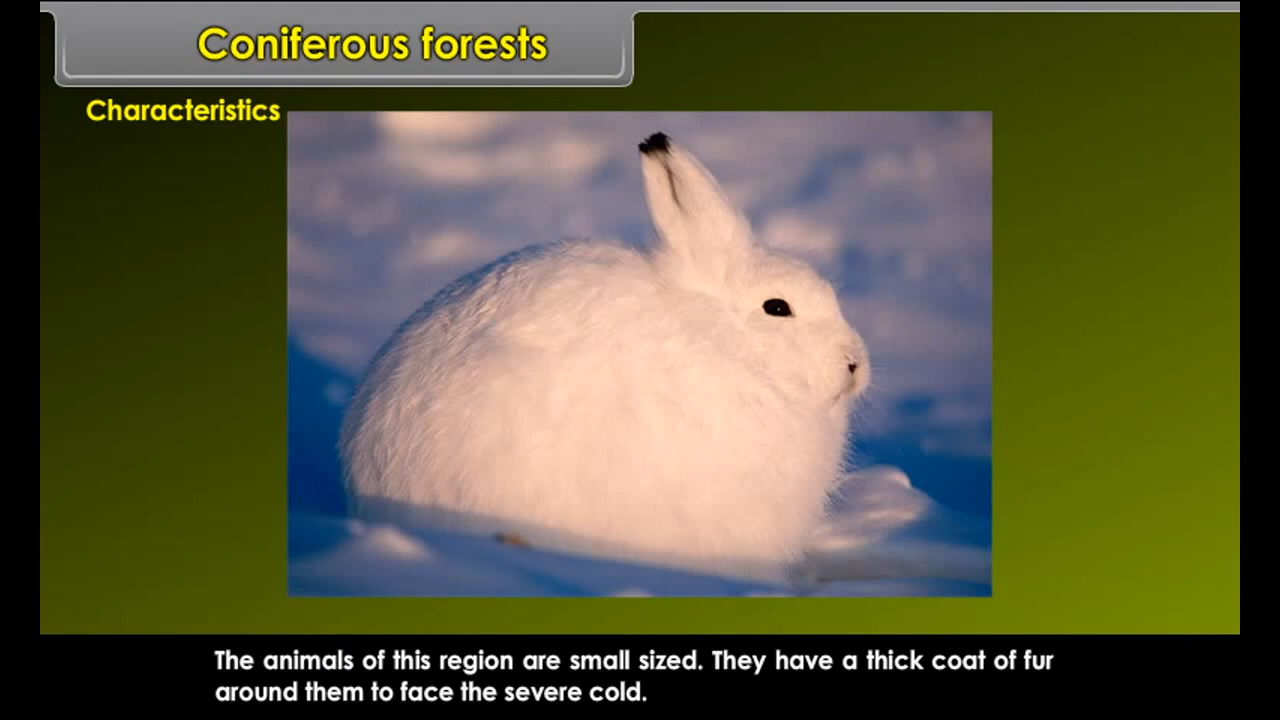 Coniferous forests
Characteristics
The animals of this region are small sized. They have a thick coat of fur
around them to face the severe cold.